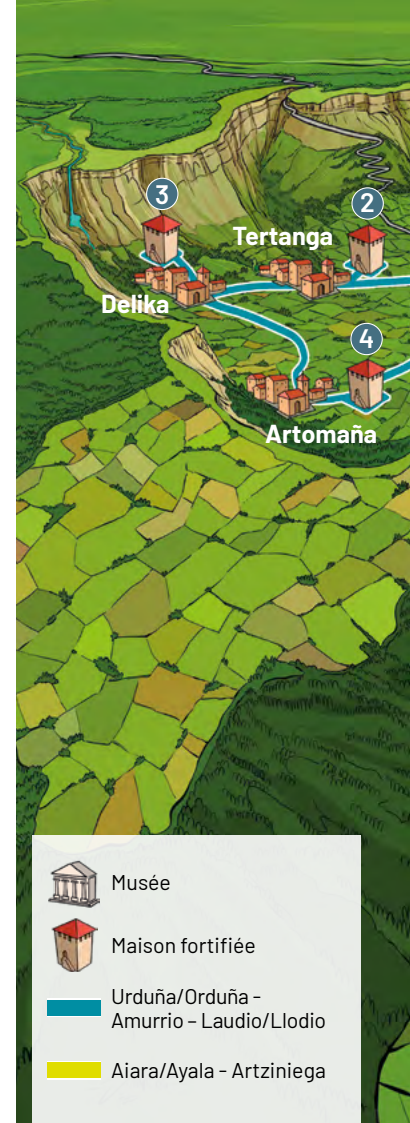 3
2
Tertanga
Delika
4
Artomaña
Musée
Maison fortifiée
Urduña/Orduña -
Amurrio – Laudio/Llodio
Aiara/Ayala - Artziniega